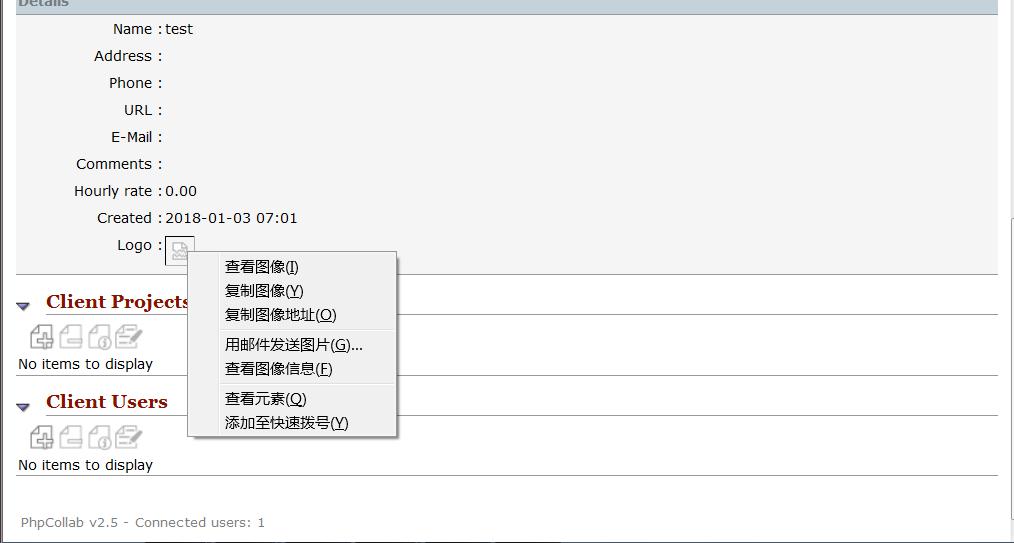 Details
Name : test
Address :
Phone :
URL :
E-Mail :
Comments :
Hourly rate : 0.00
Created : 2018-01-03 07:01
Logo :
查看图像(I)
复制图像(Y)
复制图像地址(O)
用邮件发送图片(G)...
查看图像信息(F)
查看元素(Q)
添加至快速拨号(Y)
Client Projects
No items to display
Client Users
No items to display
PhpCollab v2.5 - Connected users: 1